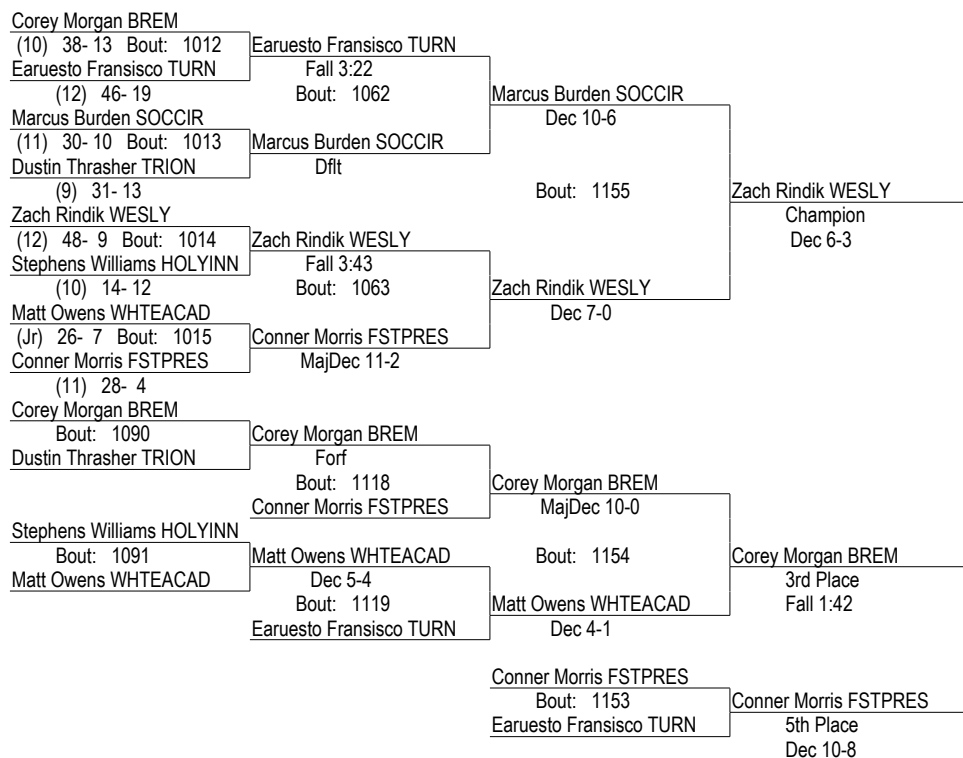 Corey Morgan BREM
(10) 38- 13 Bout: 1012
Earuesto Fransisco TURN
Earuesto Fransisco TURN
Fall 3:22
(12) 46- 19
Bout: 1062
Marcus Burden SOCCIR
Marcus Burden SOCCIR
Dec 10-6
(11) 30- 10 Bout: 1013
Marcus Burden SOCCIR
Dustin Thrasher TRION
Dflt
(9) 31- 13
Bout: 1155
Zach Rindik WESLY
Zach Rindik WESLY
Champion
(12) 48- 9 Bout: 1014
Zach Rindik WESLY
Dec 6-3
Stephens Williams HOLYINN
Fall 3:43
(10) 14- 12
Bout: 1063
Zach Rindik WESLY
Matt Owens WHTEACAD
Dec 7-0
(Jr) 26- 7 Bout: 1015
Conner Morris FSTPRES
Conner Morris FSTPRES
MajDec 11-2
(11) 28- 4
Corey Morgan BREM
Bout: 1090
Corey Morgan BREM
Dustin Thrasher TRION
Forf
Bout: 1118
Corey Morgan BREM
Conner Morris FSTPRES
MajDec 10-0
Stephens Williams HOLYINN
Bout: 1091
Matt Owens WHTEACAD
Bout: 1154
Corey Morgan BREM
Matt Owens WHTEACAD
Dec 5-4
3rd Place
Bout: 1119
Matt Owens WHTEACAD
Fall 1:42
Earuesto Fransisco TURN
Dec 4-1
Conner Morris FSTPRES
Bout: 1153
Conner Morris FSTPRES
Earuesto Fransisco TURN
5th Place
Dec 10-8